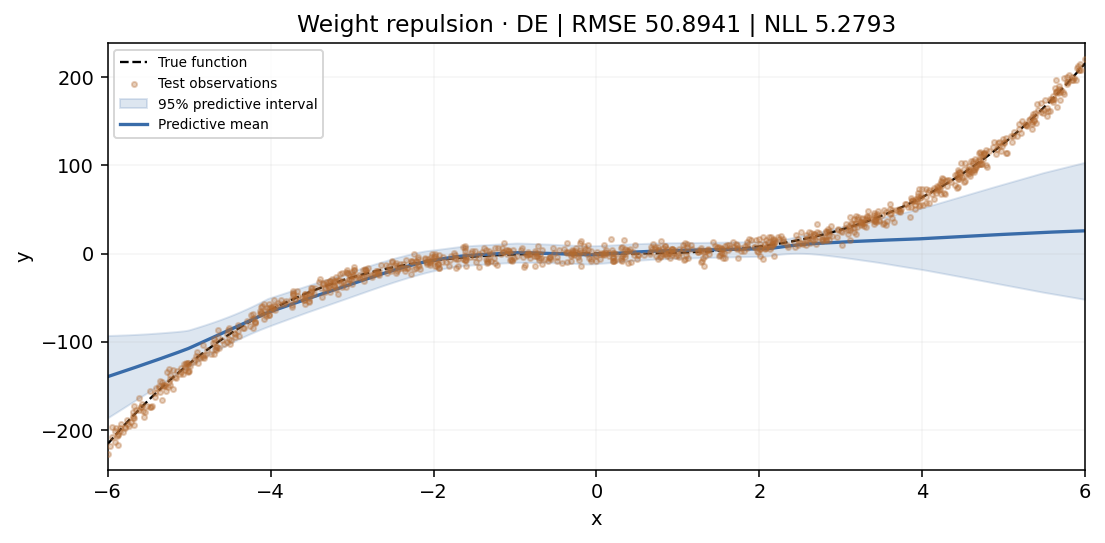 Weight repulsion · DE | RMSE 50.8941 | NLL 5.2793
True function
Test observations
95% predictive interval
Predictive mean
200
100
0
−100
−200
y
−6
−4
−2
0
2
4
6
x